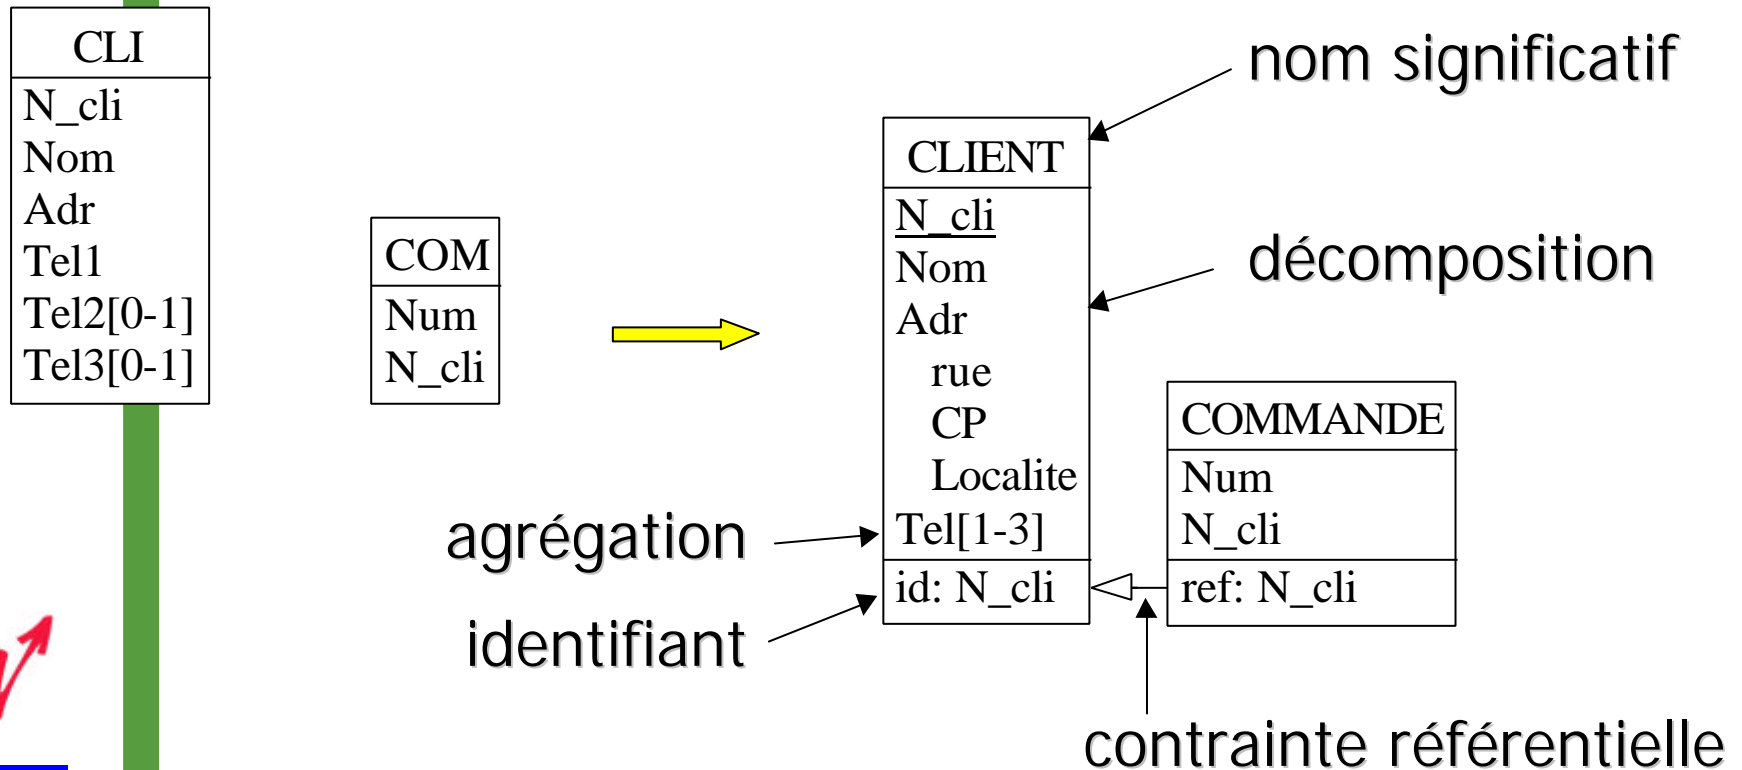 CLI
N_cli
Nom
Adr
Tel1
Tel2[0-1]
Tel3[0-1]
COM
Num
N_cli
nom significatif
CLIENT
N_cli
Nom
Adr
rue
CP
Localite
Tel[1-3]
id: N_cli
décomposition
COMMANDE
Num
N_cli
ref: N_cli
agrégation
identifiant
contrainte référentielle